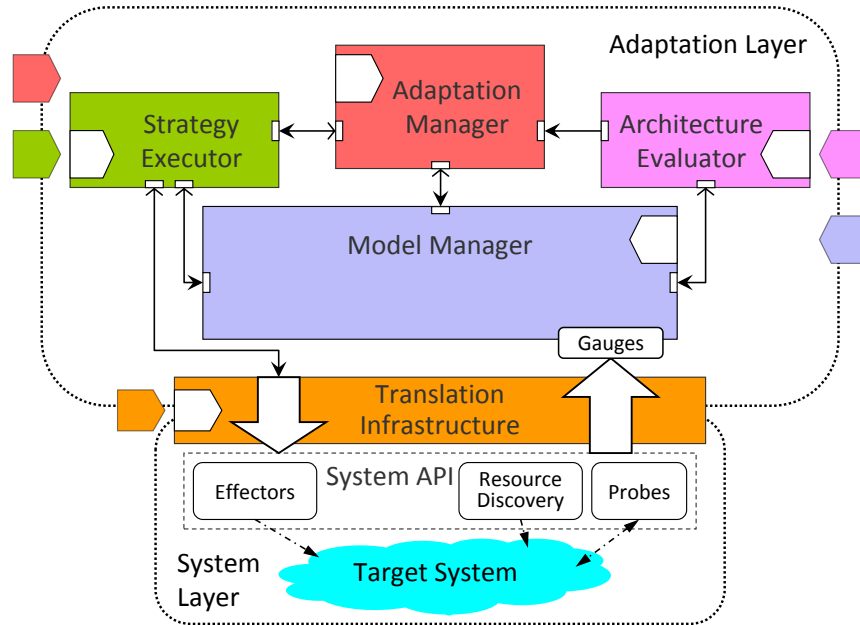 Adaptation Layer
Strategy
Executor
Adaptation
Manager
Architecture
Evaluator
Model Manager
Gauges
Translation
Infrastructure
System API
Effectors
Resource
Discovery
Probes
Target System
System
Layer